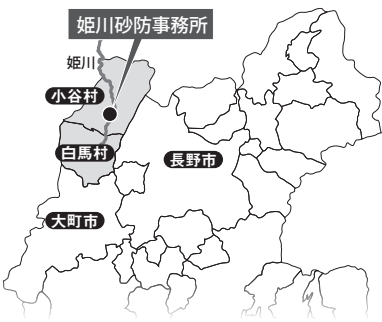 姫川砂防事務所
姫川
小谷村
白馬村
長野市
大町市